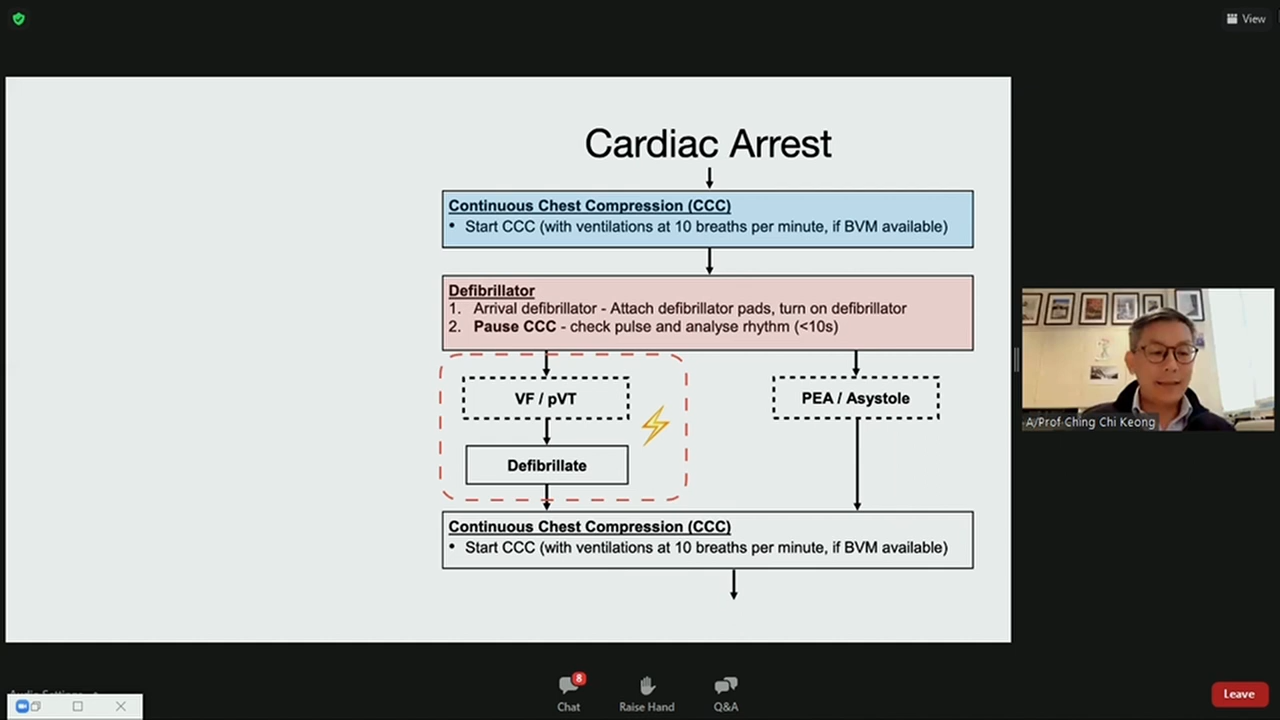 View
Cardiac Arrest
Continuous Chest Compression (CCC)
• Start CCC (with ventilations at 10 breaths per minute, if BVM available)
Defibrillator
1. Arrival defibrillator - Attach defibrillator pads, turn on defibrillator
2. Pause CCC - check pulse and analyse rhythm (<10s)
VF / pVT
PEA / Asystole
Defibrillate
Continuous Chest Compression (CCC)
• Start CCC (with ventilations at 10 breaths per minute, if BVM available)
A/Prof Ching Chi Keong
8
Chat
Raise Hand
Q&A
Leave